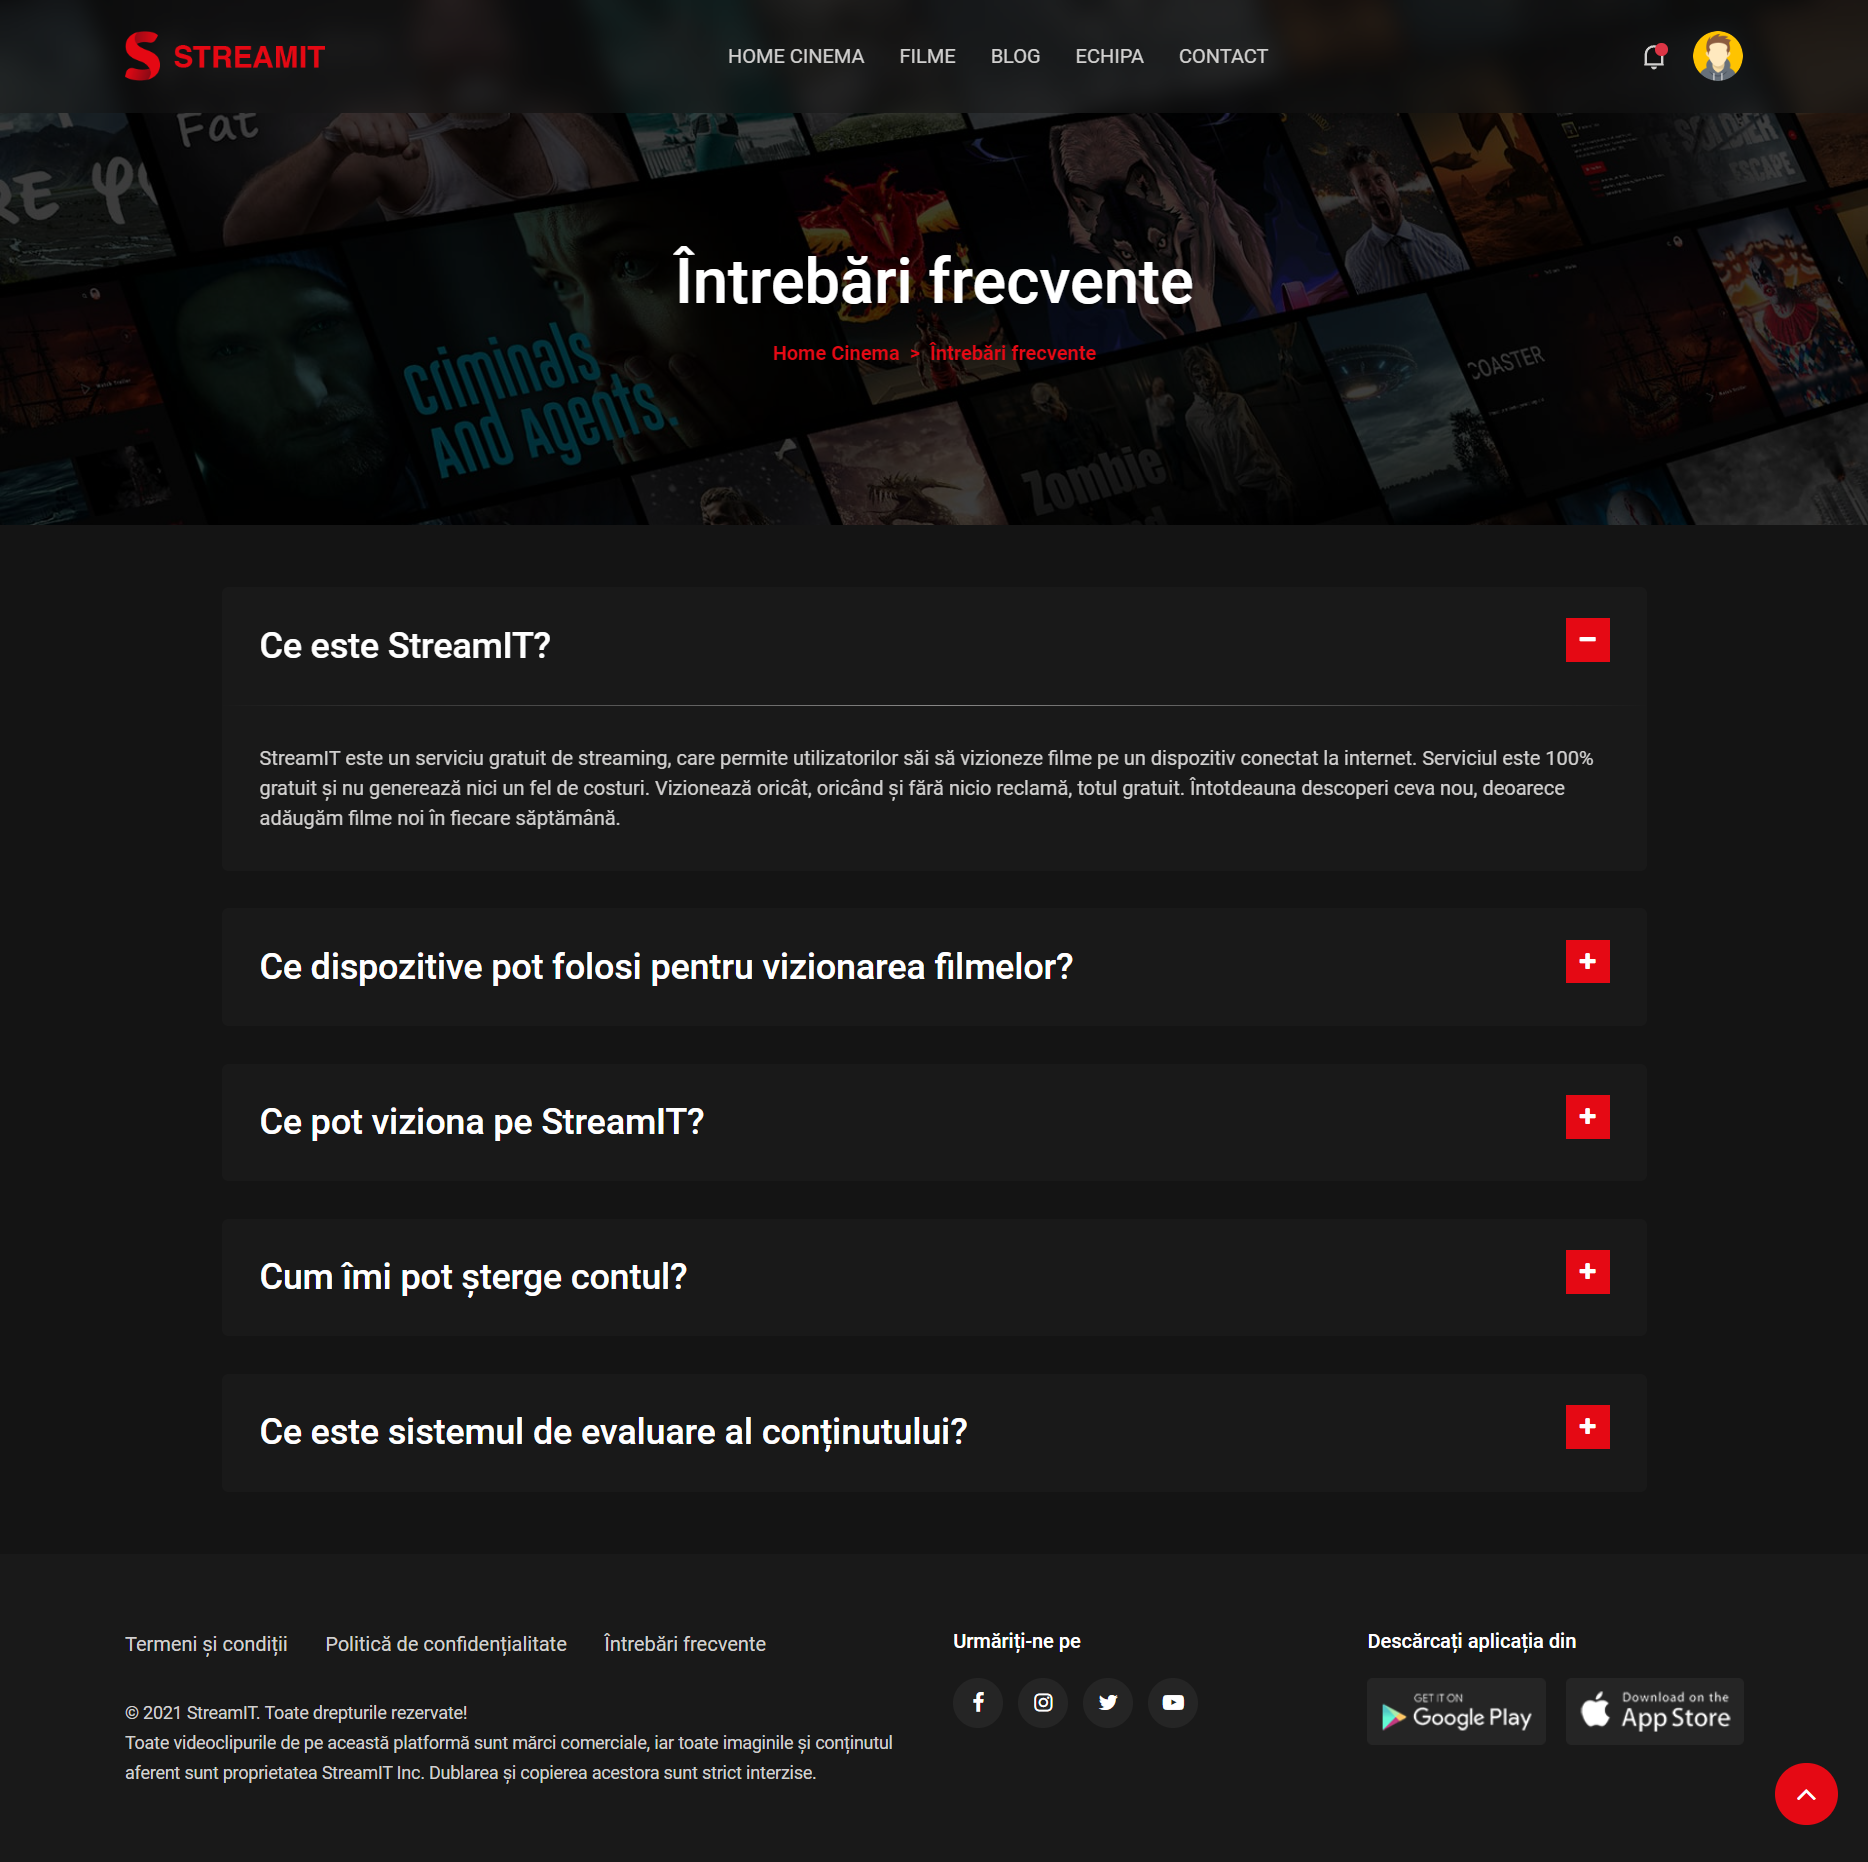 STREAMIT
HOME CINEMA FILME BLOG ECHIPA CONTACT
Fat
RE
ESCAPE
Întrebări frecvente
Home Cinema > Întrebări frecvente
Criminals
And Agents.
COASTER
Watch Trailer
Zombie
Ce este StreamIT?
StreamIT este un serviciu gratuit de streaming, care permite utilizatorilor săi să vizioneze filme pe un dispozitiv conectat la internet. Serviciul este 100%
gratuit și nu generează nici un fel de costuri. Vizionează oricât, oricând și fără nicio reclamă, totul gratuit. Întotdeauna descoperi ceva nou, deoarece
adăugăm filme noi în fiecare săptămână.
Ce dispozitive pot folosi pentru vizionarea filmelor?
Ce pot viziona pe StreamIT?
Cum îmi pot șterge contul?
Ce este sistemul de evaluare al conținutului?
Termeni și condiții Politică de confidențialitate Întrebări frecvente
Urmăriți-ne pe
Descărcați aplicația din
GET IT ON
Google Play
Download on the
App Store
© 2021 StreamIT. Toate drepturile rezervate!
Toate videoclipurile de pe această platformă sunt mărci comerciale, iar toate imaginile și conținutul
aferent sunt proprietatea StreamIT Inc. Dublarea și copierea acestora sunt strict interzise.